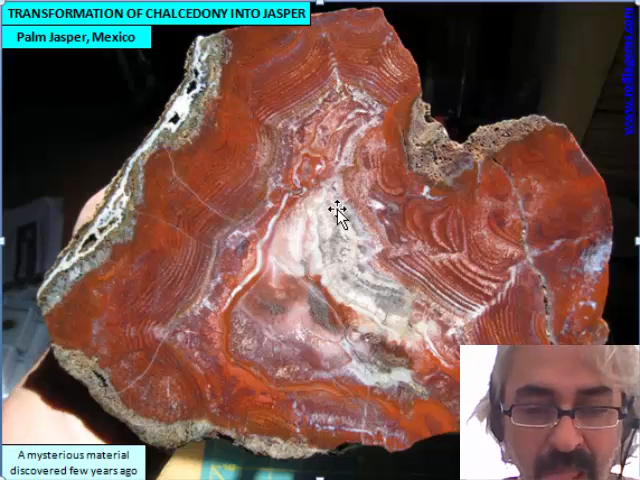 TRANSFORMATION OF CHALCEDONY INTO JASPER
Palm Jasper, Mexico
A mysterious material
discovered few years ago